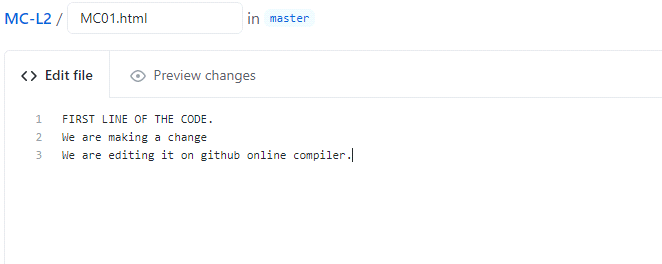 MC-L2 / MC01.html in master
<> Edit file Preview changes
1 FIRST LINE OF THE CODE.
2 We are making a change
3 We are editing it on github online compiler.